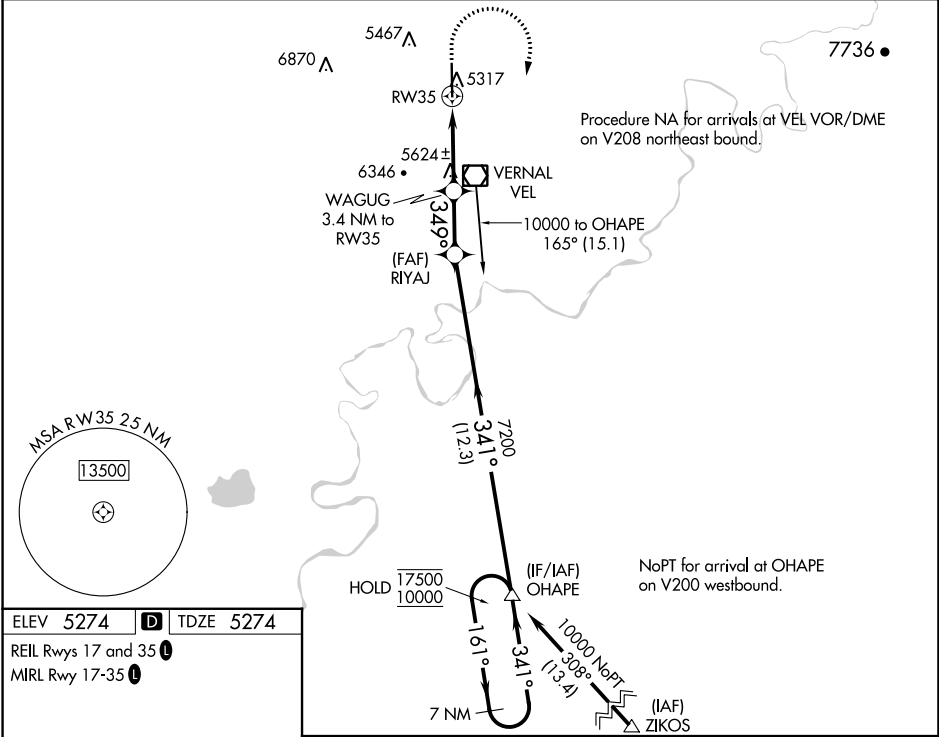 5467
6870
7736
5317
RW35
Procedure NA for arrivals at VEL VOR/DME
on V208 northeast bound.
5624±
6346
VERNAL
VEL
WAGUG
3.4 NM to
RW35
349°
10000 to OHAPE
165° (15.1)
(FAF)
RIYAJ
MSA RW35 25 NM
13500
7200
341°
(12.3)
HOLD
17500
10000
(IF/IAF)
OHAPE
NoPT for arrival at OHAPE
on V200 westbound.
161°
341°
10000 NoPT
308°
(13.4)
7 NM
(IAF)
ZIKOS
ELEV 5274 D TDZE 5274
REIL Rwys 17 and 35 L
MIRL Rwy 17-35 L